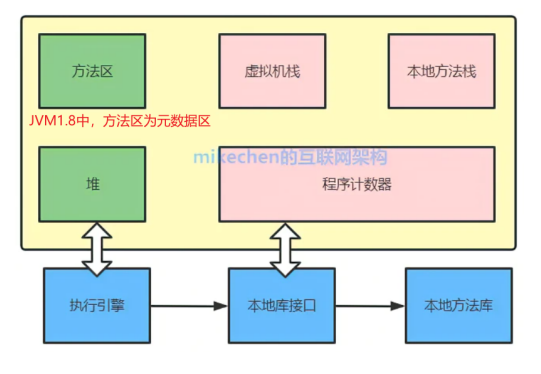 方法区
虚拟机栈
本地方法栈
JVM1.8中，方法区为元数据区
mikechen的互联网架构
堆
程序计数器
执行引擎
本地库接口
本地方法库